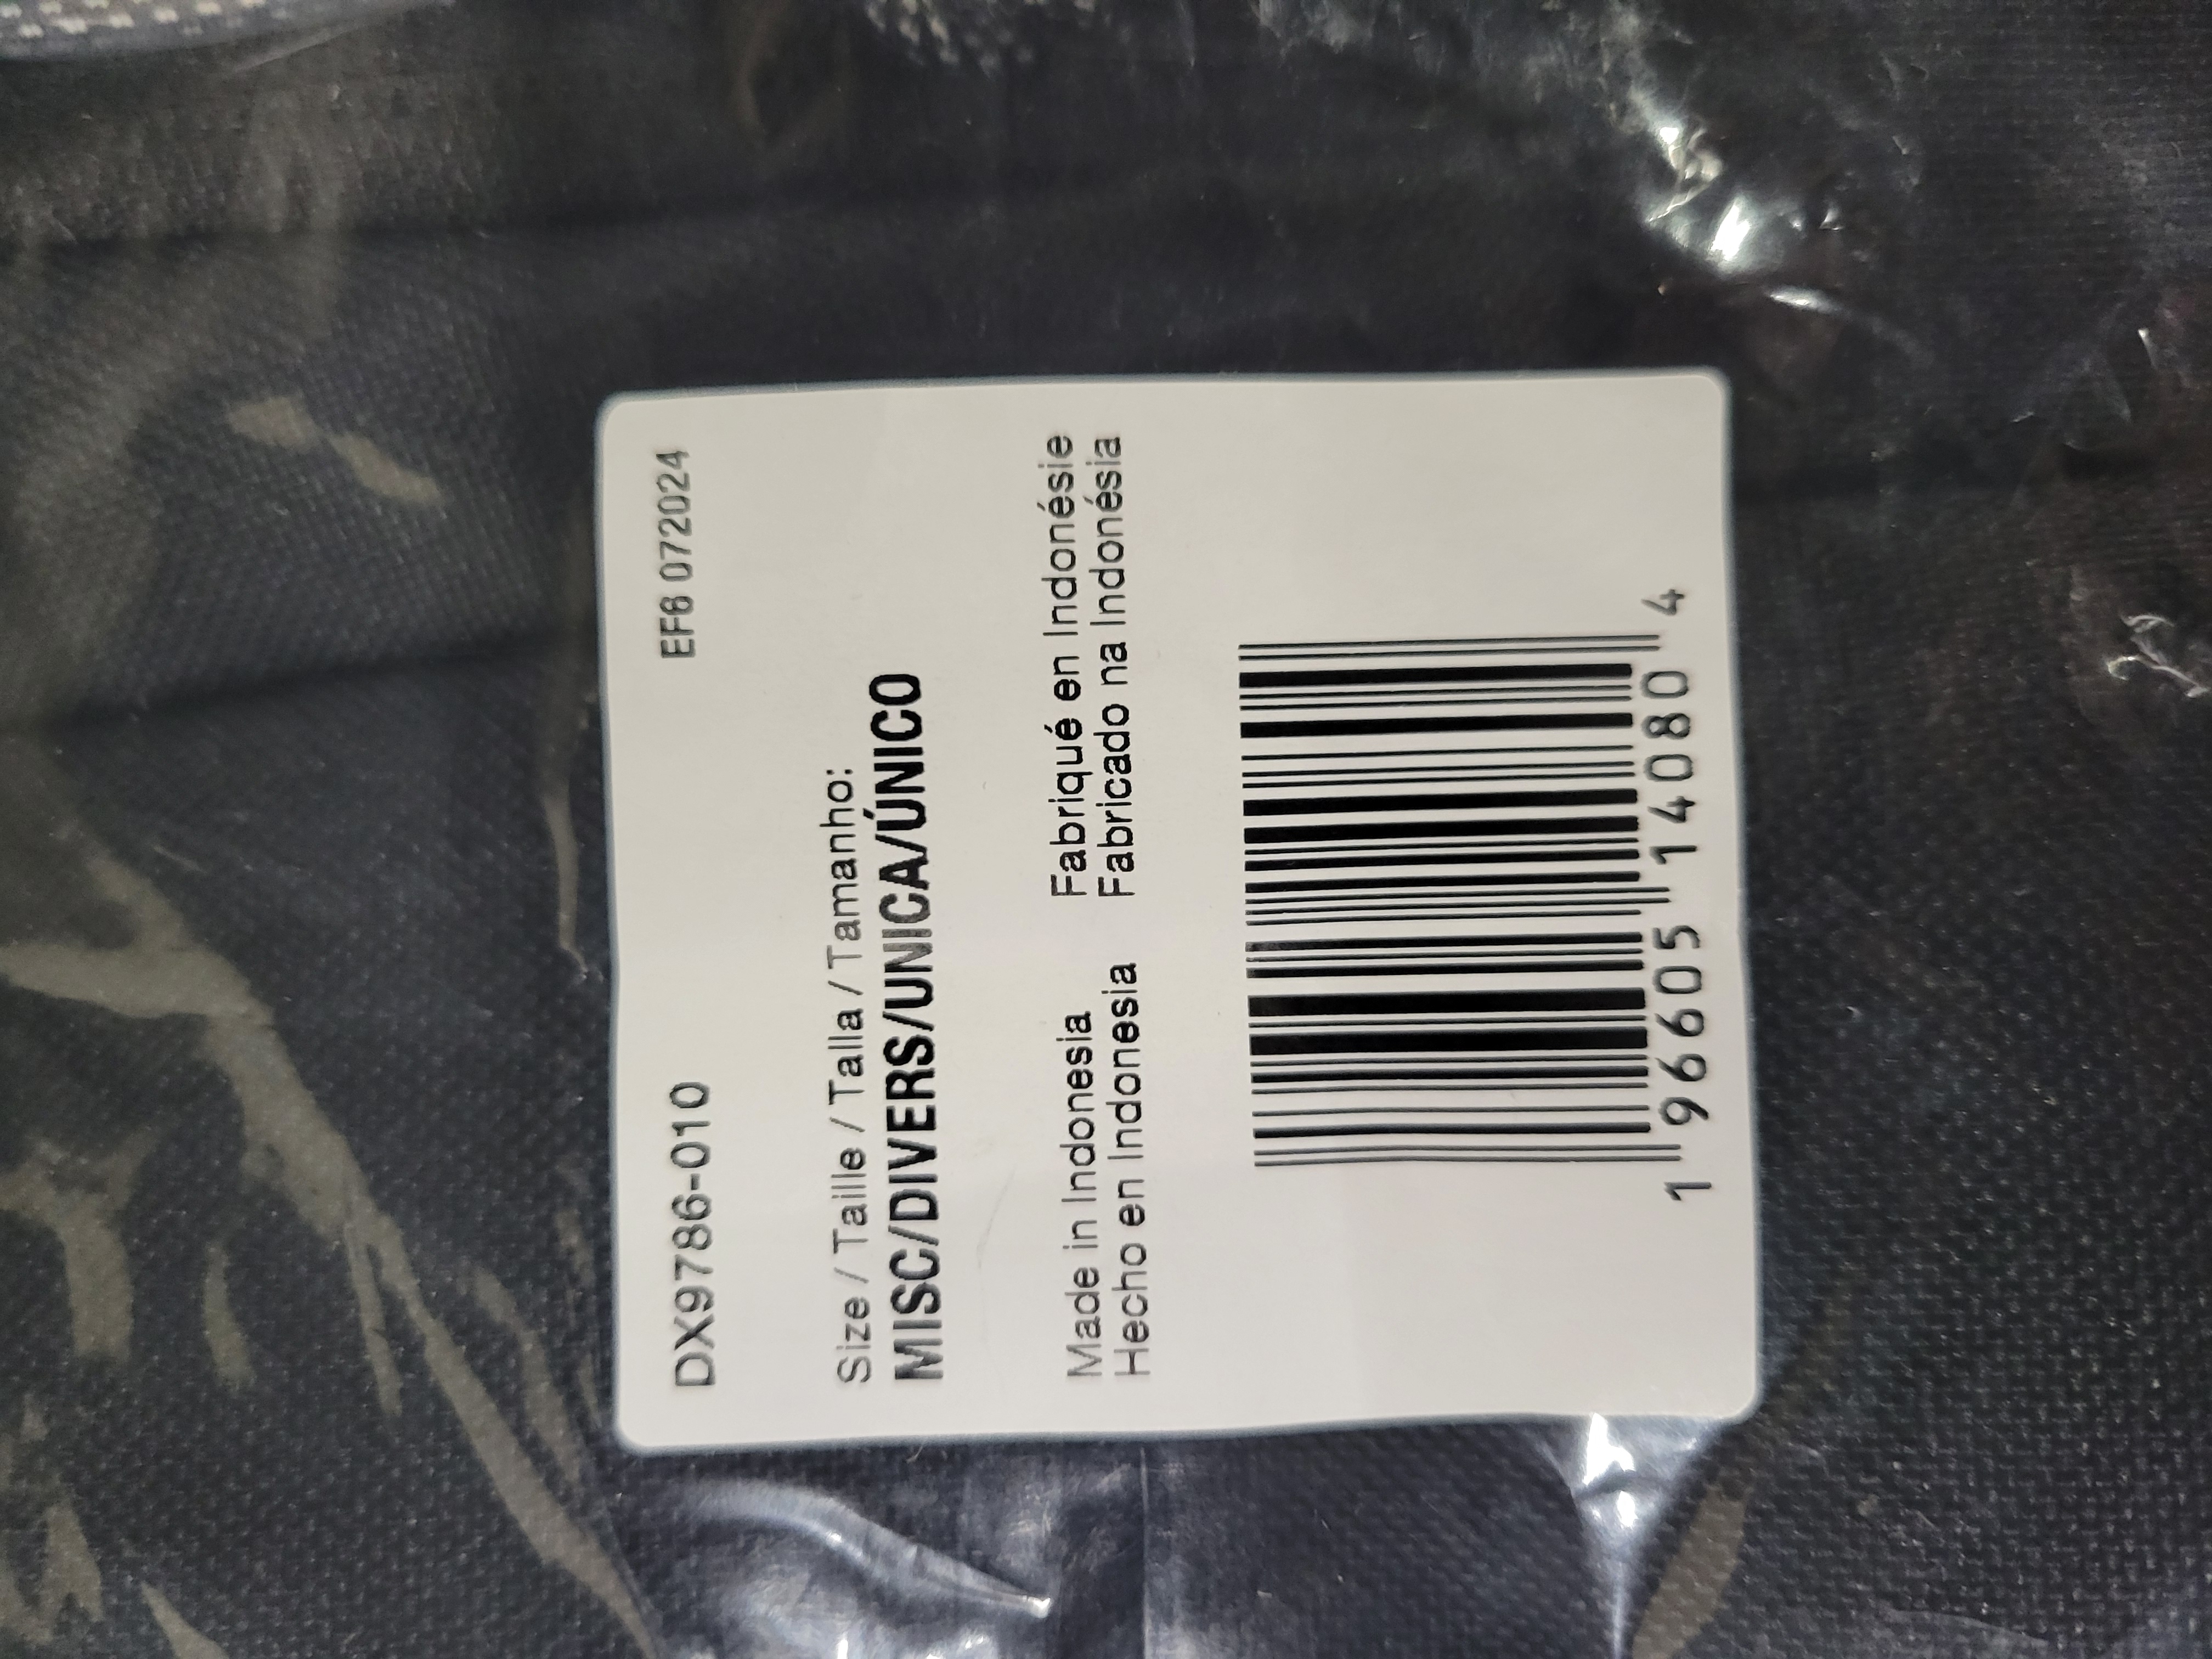 DX9786-010 EF6 072024
Size / Taille / Talla / Tamanho:
MISC/DIVERS/UNICA/ÚNICO
Made in Indonesia Fabriqué en Indonésie
Hecho en Indonesia Fabricado na Indonésia
1 96605 14080 4